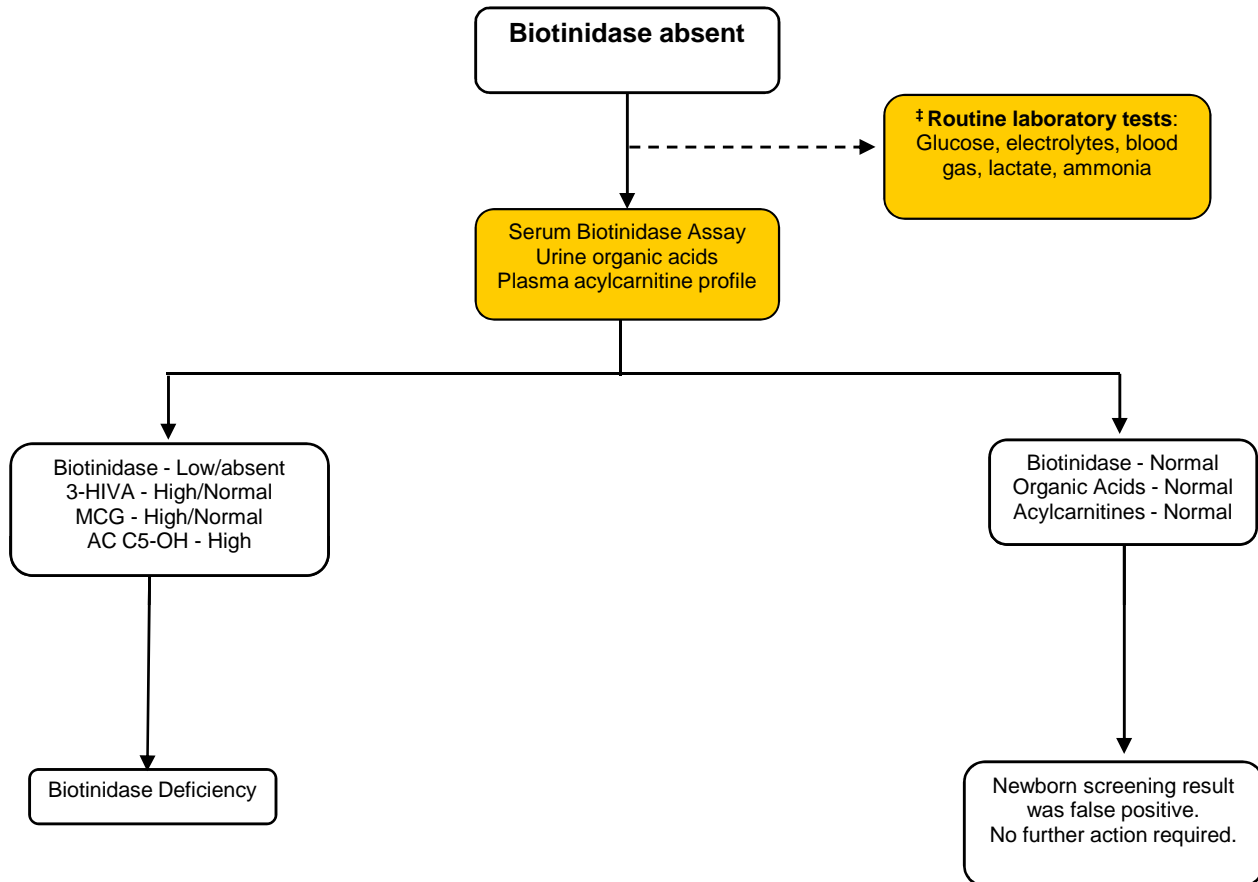 Biotinidase absent
‡ Routine laboratory tests:
Glucose, electrolytes, blood
gas, lactate, ammonia
Serum Biotinidase Assay
Urine organic acids
Plasma acylcarnitine profile
Biotinidase - Low/absent
3-HIVA - High/Normal
MCG - High/Normal
AC C5-OH - High
Biotinidase - Normal
Organic Acids - Normal
Acylcarnitines - Normal
Biotinidase Deficiency
Newborn screening result
was false positive.
No further action required.